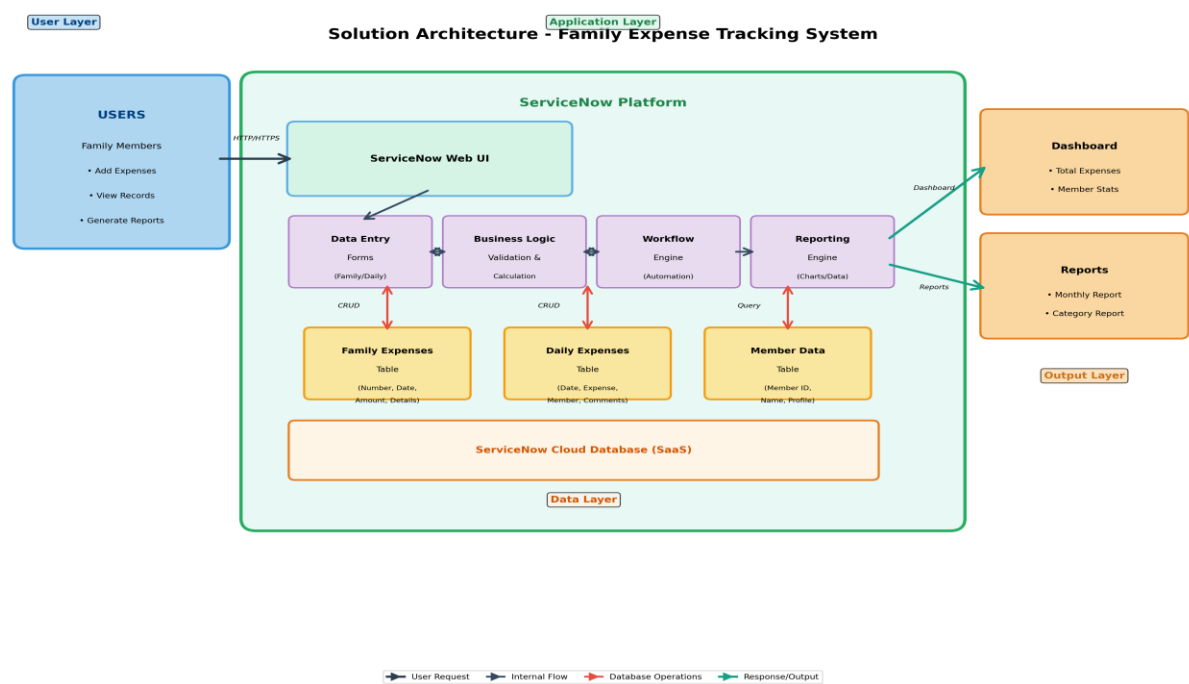 User Layer
Application Layer
Solution Architecture - Family Expense Tracking System
USERS
Family Members
• Add Expenses
• View Records
• Generate Reports
HTTP/HTTPS
ServiceNow Platform
ServiceNow Web UI
Data Entry
Forms
(Family/Daily)
Business Logic
Validation &
Calculation
Workflow
Engine
(Automation)
Reporting
Engine
(Charts/Data)
CRUD
CRUD
Query
Family Expenses
Table
(Number, Date,
Amount, Details)
Daily Expenses
Table
(Date, Expense,
Member, Comments)
Member Data
Table
(Member ID,
Name, Profile)
ServiceNow Cloud Database (SaaS)
Data Layer
Dashboard
Reports
Dashboard
• Total Expenses
• Member Stats
Reports
• Monthly Report
• Category Report
Output Layer
User Request
Internal Flow
Database Operations
Response/Output